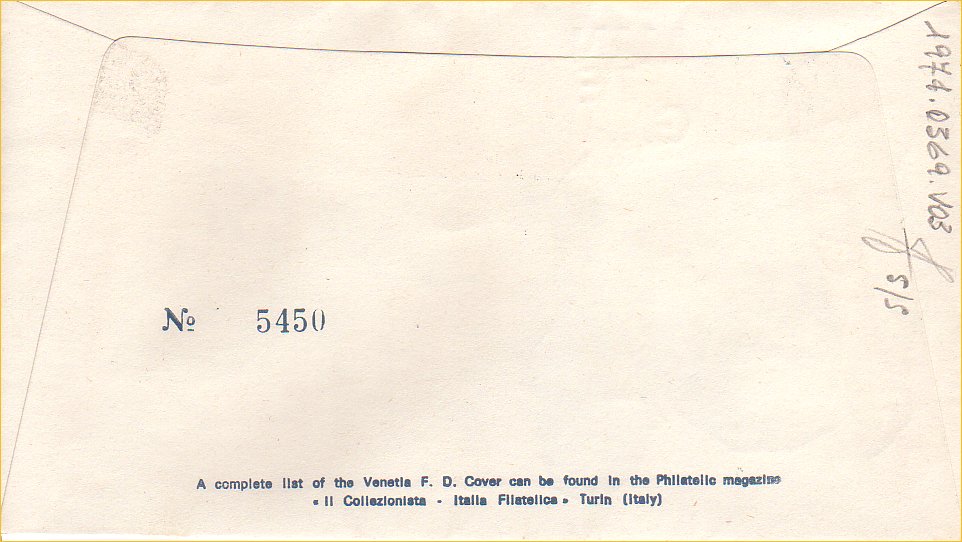 1974.0369.V03
5/5
Nº 5450
A complete list of the Venetia F. D. Cover can be found in the Philatelic magazine
« Il Collezionista - Italia Filatelica » Turin (Italy)